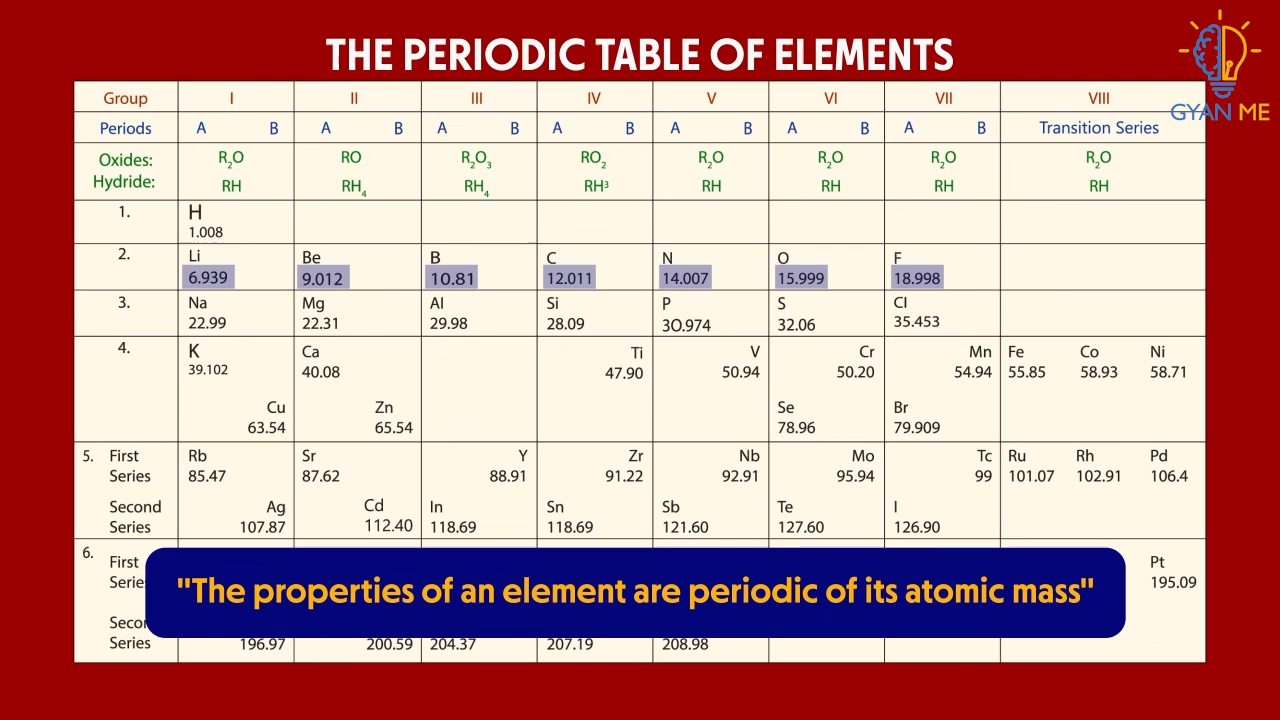 THE PERIODIC TABLE OF ELEMENTS
GYAN ME
Group I II III IV V VI VII VIII
Periods A B A B A B A B A B A B A B Transition Series
Oxides: R₂O RO R₂O₃ RO₂ R₂O R₂O R₂O R₂O
Hydride: RH RH₄ RH₄ RH³ RH RH RH RH
1. H
1.008
2. Li Be B C N O F
6.939 9.012 10.81 12.011 14.007 15.999 18.998
3. Na Mg Al Si P S Cl
22.99 22.31 29.98 28.09 30.974 32.06 35.453
4. K Ca Ti V Cr Mn Fe Co Ni
39.102 40.08 47.90 50.94 50.20 54.94 55.85 58.93 58.71
Cu Zn Se Br
63.54 65.54 78.96 79.909
5. First Rb Sr Y Zr Nb Mo Tc Ru Rh Pd
Series 85.47 87.62 88.91 91.22 92.91 95.94 99 101.07 102.91 106.4
Second Ag Cd In Sn Sb Te I
Series 107.87 112.40 118.69 118.69 121.60 127.60 126.90
6. First Pt
195.09
"The properties of an element are periodic of its atomic mass"
Series 196.97 200.59 204.37 207.19 208.98